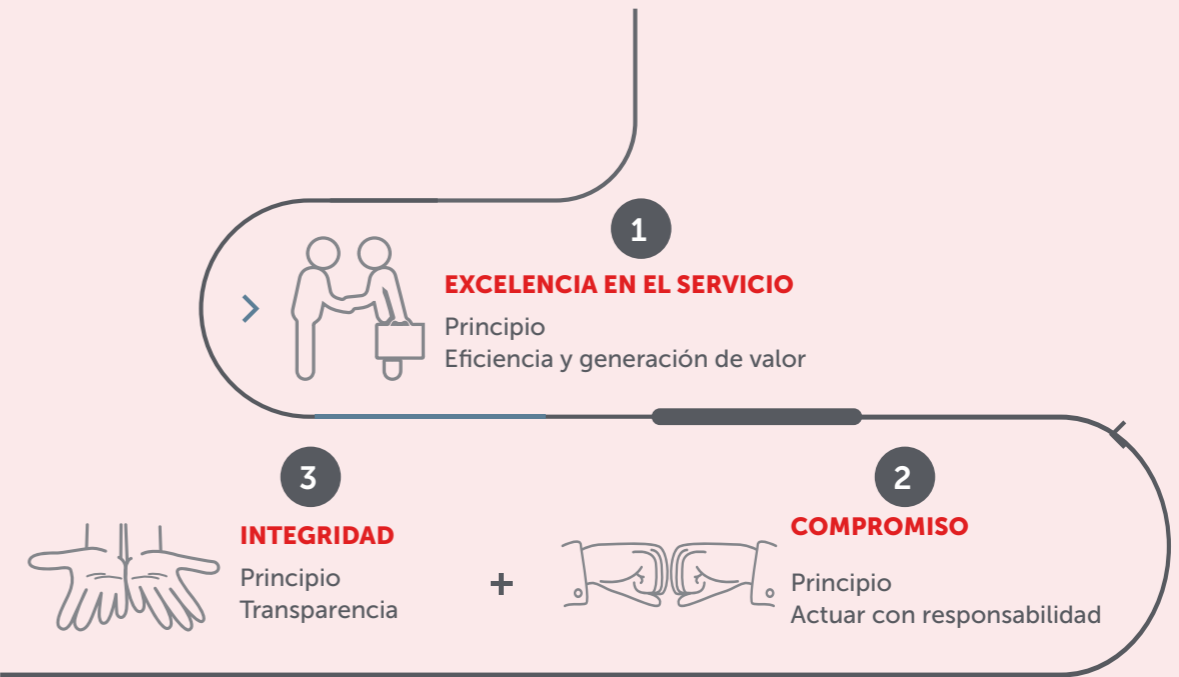 1
EXCELENCIA EN EL SERVICIO
Principio
Eficiencia y generación de valor
3
INTEGRIDAD
Principio
Transparencia
+
2
COMPROMISO
Principio
Actuar con responsabilidad